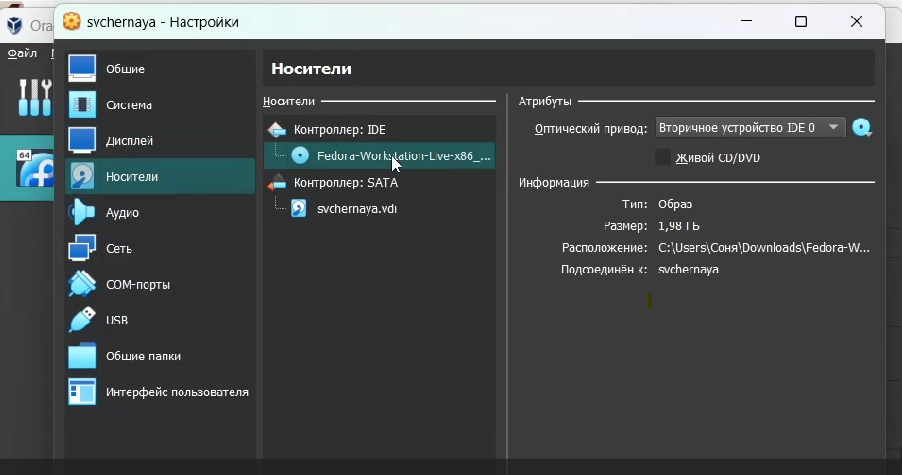 svchernaya - Настройки
Ora
Файл
64
Общие
Система
Дисплей
Носители
Аудио
Сеть
COM-порты
USB
Общие папки
Интерфейс пользователя
Носители
Носители
Контроллер: IDE
Fedora-Workstation-Live-x86_...
Контроллер: SATA
svchernaya.vdi
Атрибуты
Оптический привод: Вторичное устройство IDE 0
Живой CD/DVD
Информация
Тип: Образ
Размер: 1,98 ГБ
Расположение: C:\Users\Соня\Downloads\Fedora-W...
Подсоединён к: svchernaya